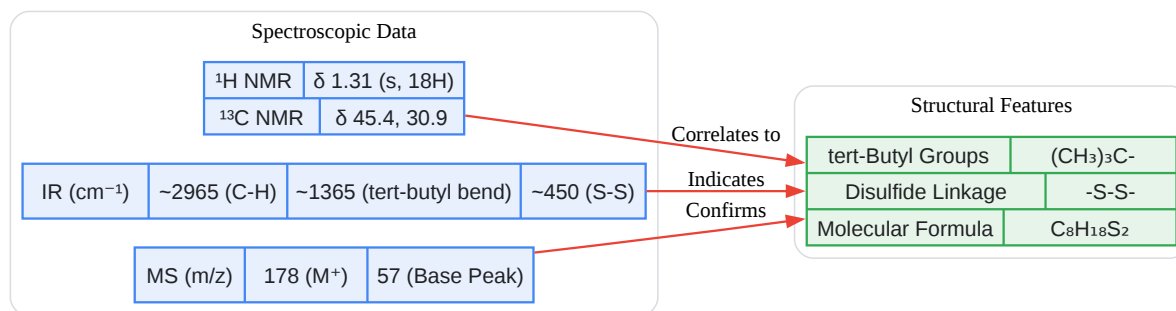 Spectroscopic Data
¹H NMR δ 1.31 (s, 18H)
¹³C NMR δ 45.4, 30.9
IR (cm⁻¹) ~2965 (C-H) ~1365 (tert-butyl bend) ~450 (S-S)
MS (m/z) 178 (M⁺) 57 (Base Peak)
Correlates to
Indicates
Confirms
Structural Features
tert-Butyl Groups (CH₃)₃C-
Disulfide Linkage -S-S-
Molecular Formula C₈H₁₈S₂